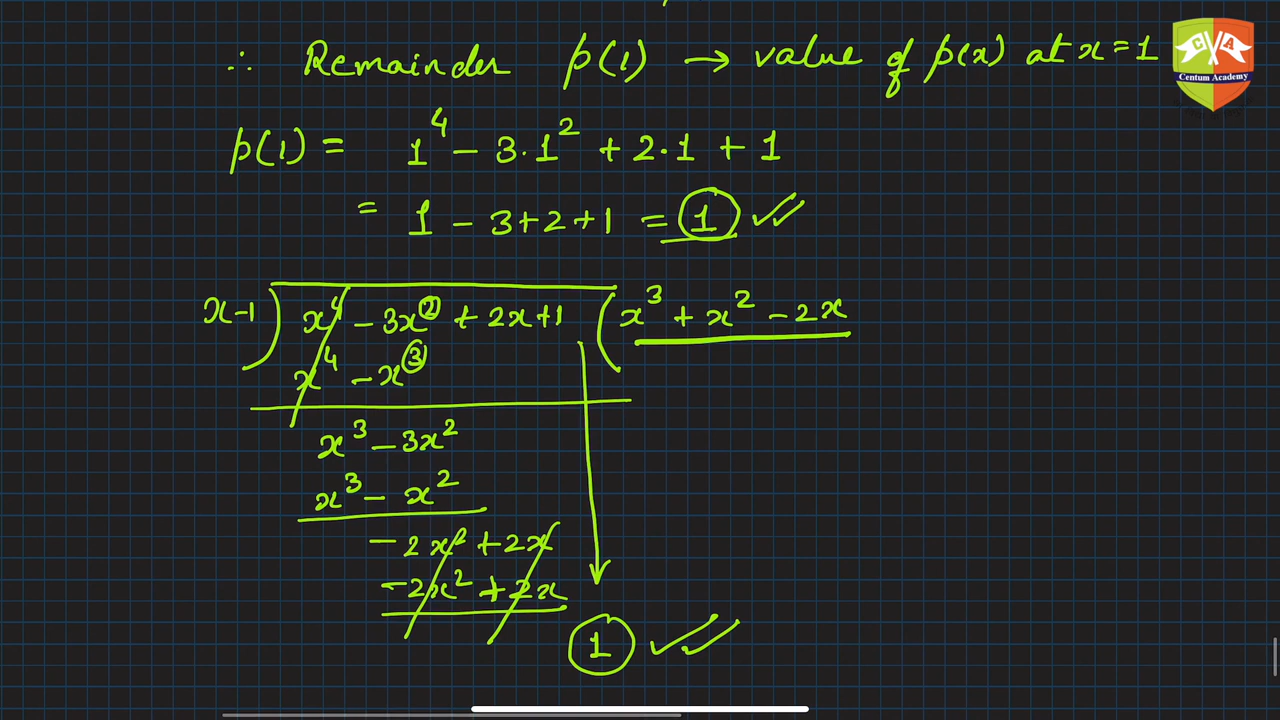 ∴ Remainder p(1) → value of p(x) at x = 1
CVA
Centum Academy
p(1) = 1⁴ − 3·1² + 2·1 + 1
= 1 − 3 + 2 + 1 = 1 ✓✓
x−1 ) x⁴ − 3x² + 2x + 1 ( x³ + x² − 2x
x⁴ − x³
x³ − 3x²
x³ − x²
−2x² + 2x
−2x² + 2x
1 ✓✓